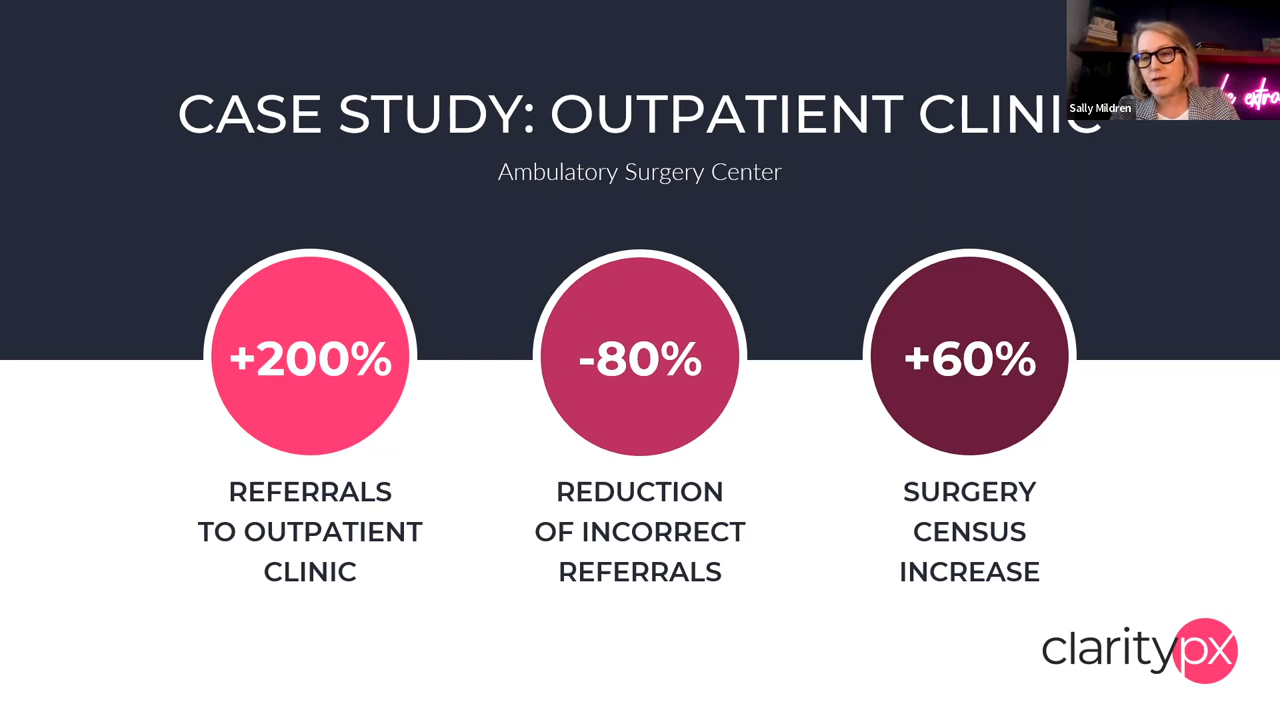 CASE STUDY: OUTPATIENT CLINIC
Sally Mildren
Ambulatory Surgery Center
+200%
-80%
+60%
REFERRALS
TO OUTPATIENT
CLINIC
REDUCTION
OF INCORRECT
REFERRALS
SURGERY
CENSUS
INCREASE
claritypx